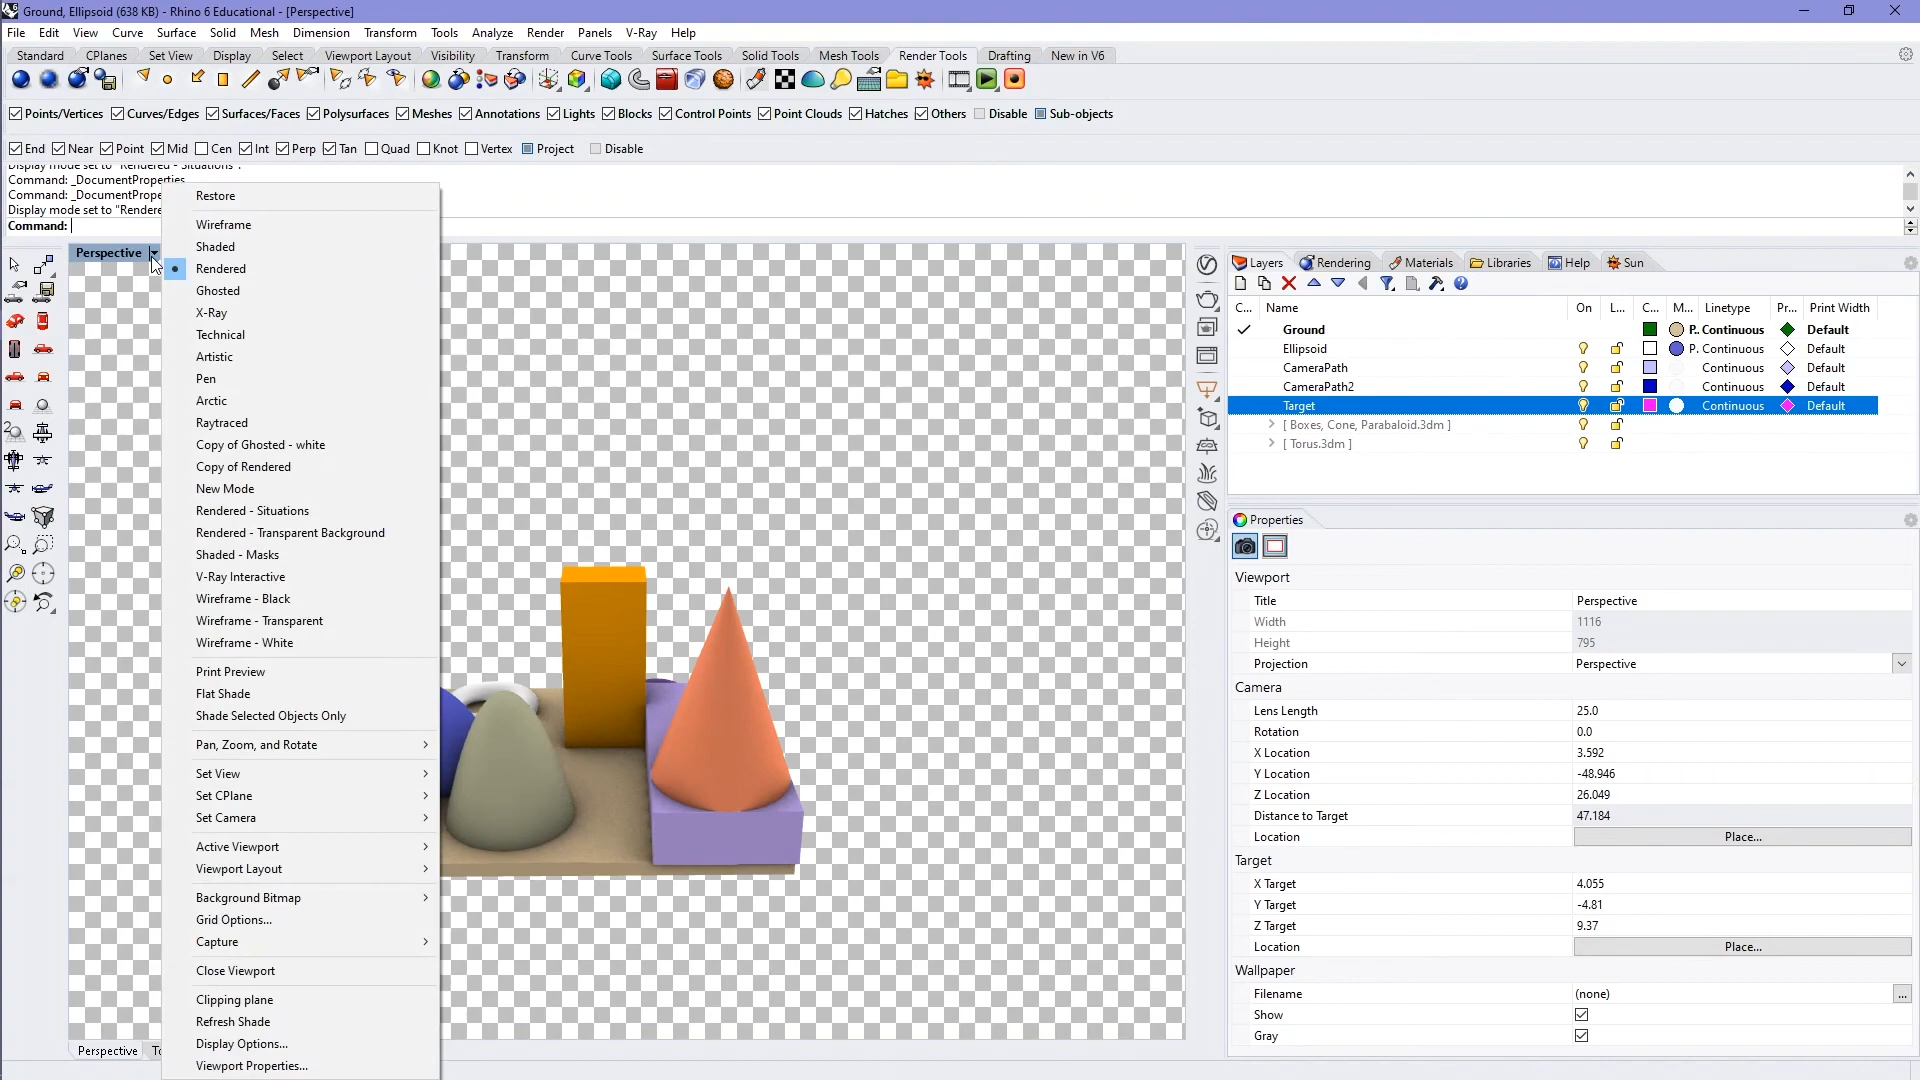 Ground, Ellipsoid (638 KB) - Rhino 6 Educational - [Perspective]
File Edit View Curve Surface Solid Mesh Dimension Transform Tools Analyze Render Panels V-Ray Help
Standard CPlanes Set View Display Select Viewport Layout Visibility Transform Curve Tools Surface Tools Solid Tools Mesh Tools Render Tools Drafting New in V6
Points/Vertices Curves/Edges Surfaces/Faces Polysurfaces Meshes Annotations Lights Blocks Control Points Point Clouds Hatches Others Disable Sub-objects
End Near Point Mid Cen Int Perp Tan Quad Knot Vertex Project Disable
Display mode set to "Rendered - Situations".
Command: _DocumentProperties
Command: _DocumentPrope
Display mode set to "Rendere
Command:
Perspective
Restore
Wireframe
Shaded
Rendered
Ghosted
X-Ray
Technical
Artistic
Pen
Arctic
Raytraced
Copy of Ghosted - white
Copy of Rendered
New Mode
Rendered - Situations
Rendered - Transparent Background
Shaded - Masks
V-Ray Interactive
Wireframe - Black
Wireframe - Transparent
Wireframe - White
Print Preview
Flat Shade
Shade Selected Objects Only
Pan, Zoom, and Rotate
Set View
Set CPlane
Set Camera
Active Viewport
Viewport Layout
Background Bitmap
Grid Options...
Capture
Close Viewport
Clipping plane
Refresh Shade
Display Options...
Viewport Properties...
Perspective To
Layers Rendering Materials Libraries Help Sun
C... Name On L... C... M... Linetype Pr... Print Width
Ground P.. Continuous Default
Ellipsoid P. Continuous Default
CameraPath Continuous Default
CameraPath2 Continuous Default
Target Continuous Default
[ Boxes, Cone, Parabaloid.3dm ]
[ Torus.3dm ]
Properties
Viewport
Title Perspective
Width 1116
Height 795
Projection Perspective
Camera
Lens Length 25.0
Rotation 0.0
X Location 3.592
Y Location -48.946
Z Location 26.049
Distance to Target 47.184
Location Place...
Target
X Target 4.055
Y Target -4.81
Z Target 9.37
Location Place...
Wallpaper
Filename (none) ...
Show
Gray